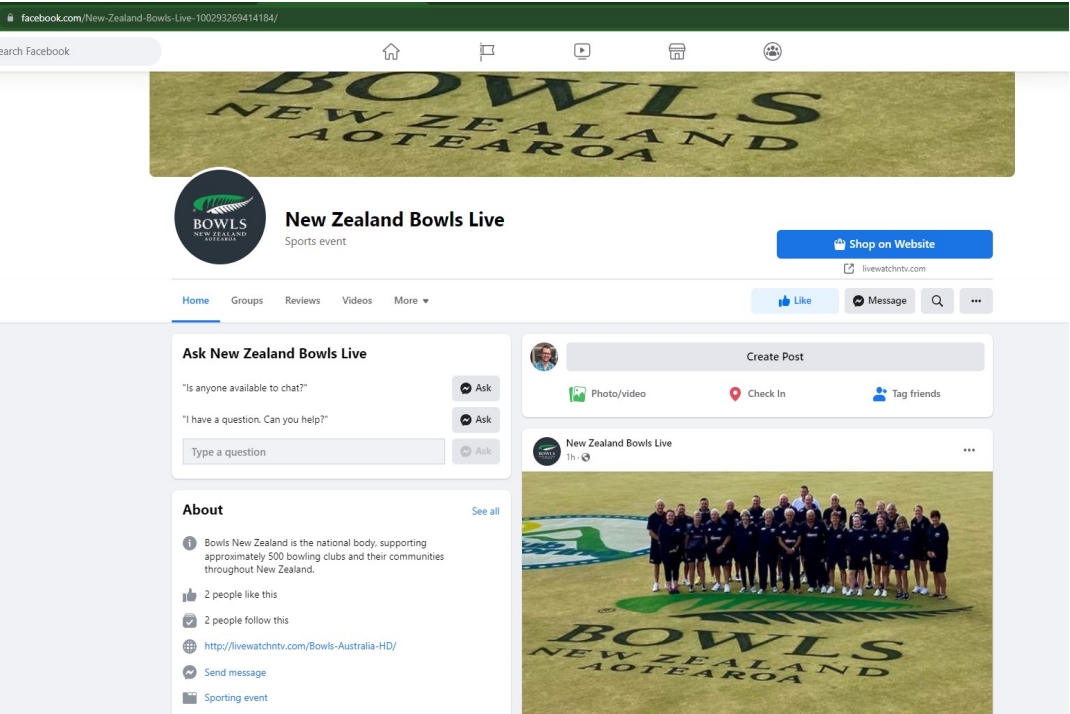 facebook.com/New-Zealand-Bowls-Live-100293269414184/
earch Facebook
BOWLS
NEW ZEALAND
AOTEAROA
BOWLS
NEW ZEALAND
AOTEAROA
New Zealand Bowls Live
Sports event
Shop on Website
livewatchntv.com
Home Groups Reviews Videos More
Like Message
Ask New Zealand Bowls Live
"Is anyone available to chat?" Ask
"I have a question. Can you help?" Ask
Type a question Ask
About See all
Bowls New Zealand is the national body, supporting
approximately 500 bowling clubs and their communities
throughout New Zealand.
2 people like this
2 people follow this
http://livewatchntv.com/Bowls-Australia-HD/
Send message
Sporting event
Create Post
Photo/video Check In Tag friends
New Zealand Bowls Live
1h ·
BOWLS
NEW ZEALAND
AOTEAROA